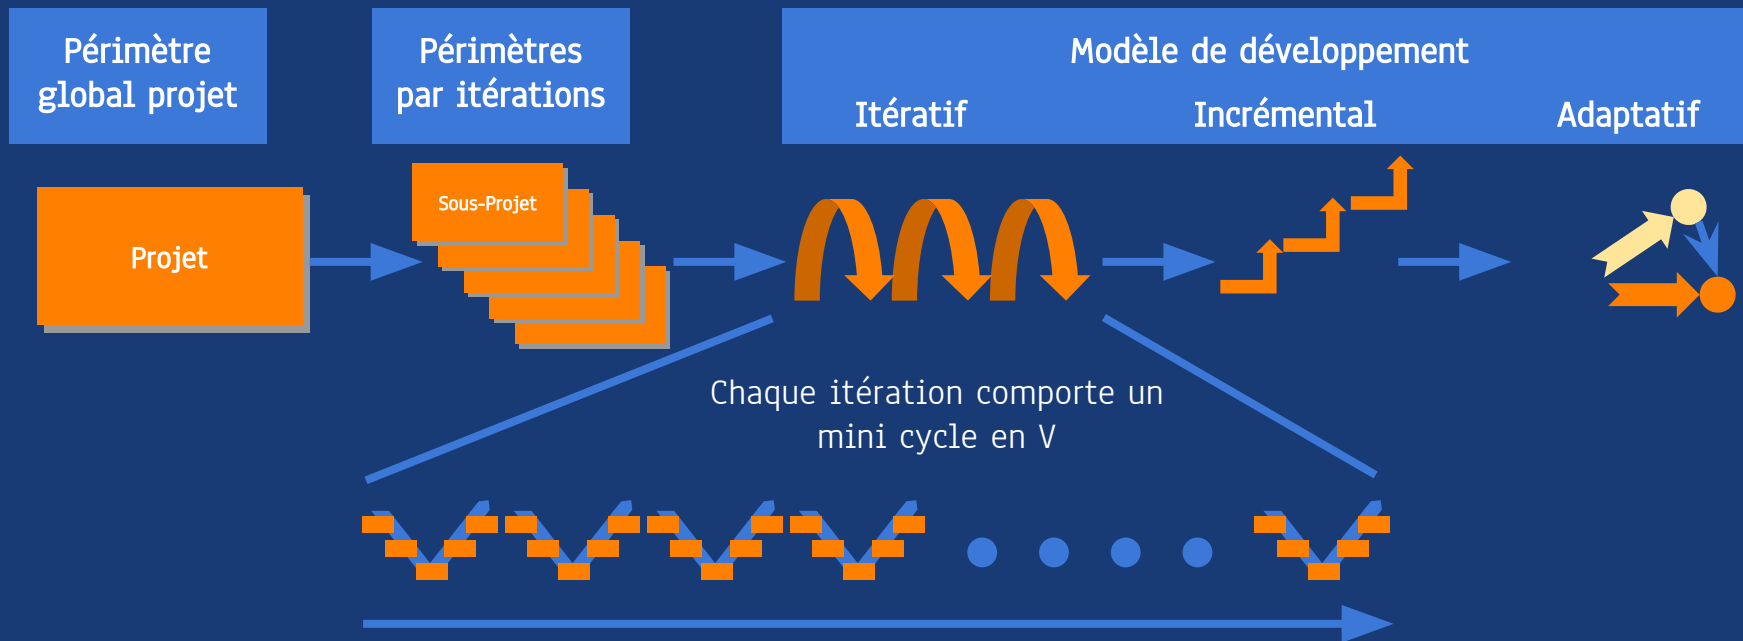 Périmètre
global projet
Périmètres
par itérations
Modèle de développement
Itératif
Incrémental
Adaptatif
Projet
Sous-Projet
Chaque itération comporte un
mini cycle en V